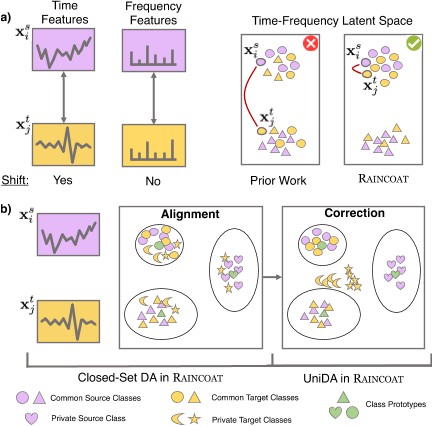 a)
Time
Features
Frequency
Features
Time-Frequency Latent Space
x_i^s
x_j^t
x_i^s
x_j^t
x_i^s
x_j^t
Shift:
Yes
No
Prior Work
RAINCOAT
b)
x_i^s
x_j^t
Alignment
Correction
Closed-Set DA in RAINCOAT
UniDA in RAINCOAT
Common Source Classes
Common Target Classes
Class Prototypes
Private Source Class
Private Target Classes